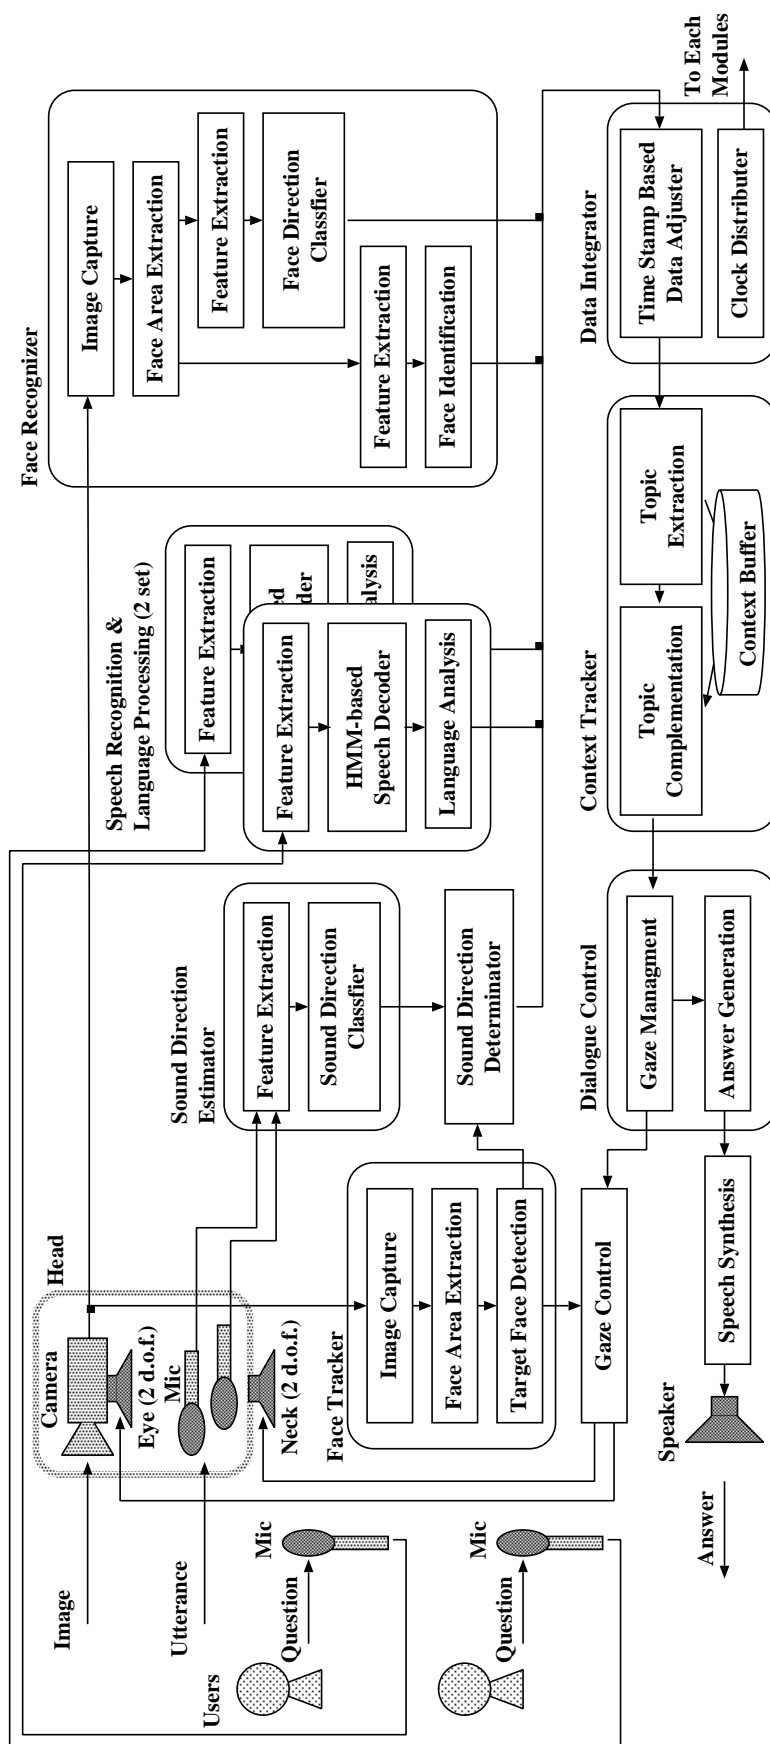 Image
Utterance
Users
Question
Mic
Question
Mic
Answer
Speaker
Head
Camera
Eye (2 d.o.f.)
Mic
Neck (2 d.o.f.)
Face Tracker
Image Capture
Face Area Extraction
Target Face Detection
Gaze Control
Speech Synthesis
Sound Direction
Estimator
Feature Extraction
Sound Direction
Classfier
Sound Direction
Determinator
Dialogue Control
Gaze Managment
Answer Generation
Speech Recognition &
Language Processing (2 set)
Feature Extraction
Feature Extraction
HMM-based
Speech Decoder
Language Analysis
Context Tracker
Topic
Complementation
Topic
Extraction
Context Buffer
Face Recognizer
Image Capture
Face Area Extraction
Feature Extraction
Face Direction
Classfier
Feature Extraction
Face Identification
Data Integrator
Time Stamp Based
Data Adjuster
Clock Distributer
To Each
Modules